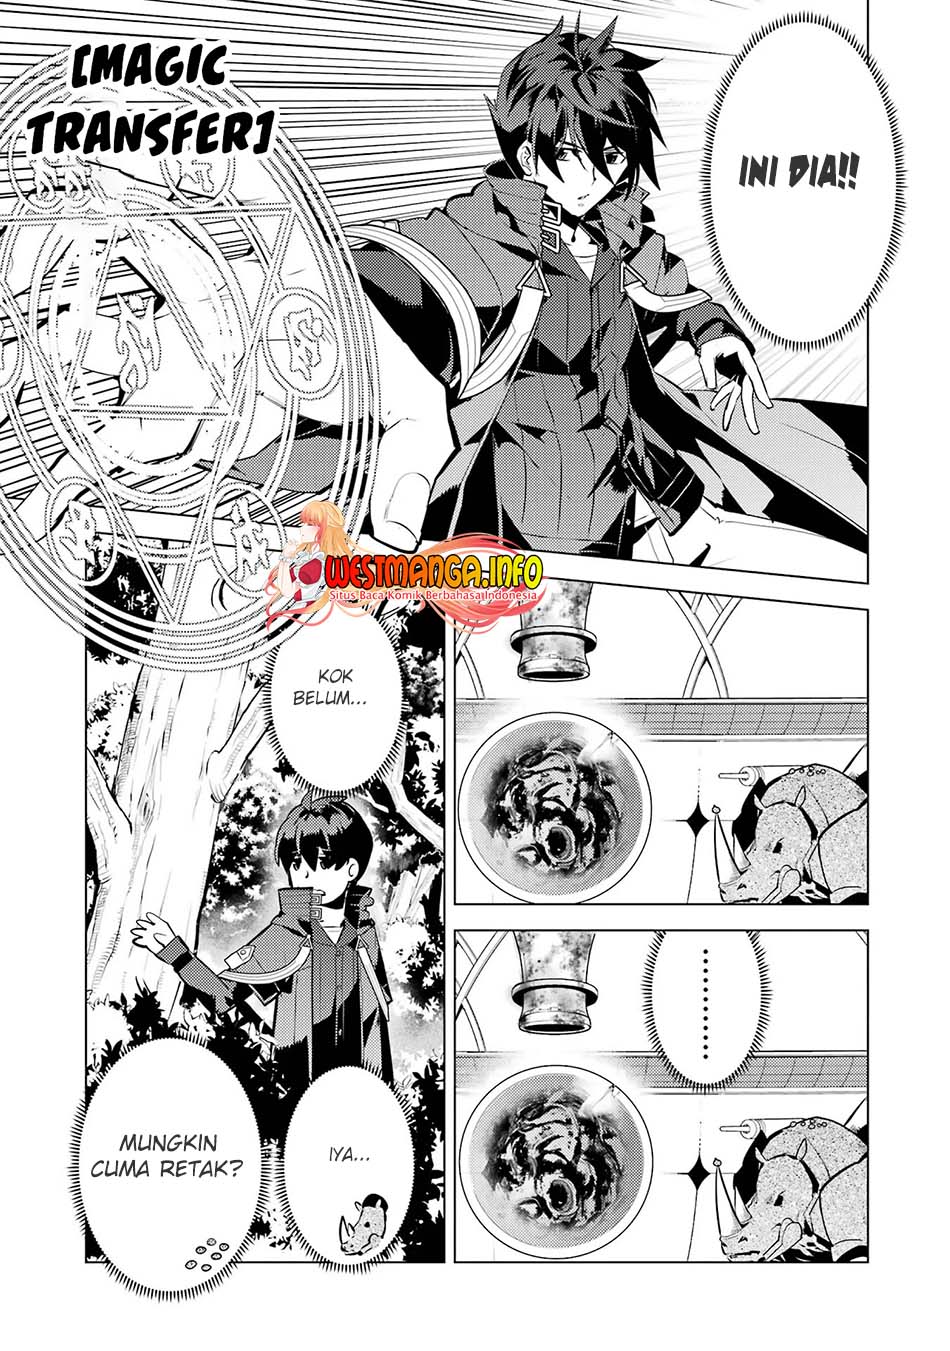 [MAGIC
TRANSFER]
INI DIA!!
WESTMANGA.INFO
Situs Baca Komik Berbahasa Indonesia
KOK
BELUM...
.........
IYA...
MUNGKIN
CUMA RETAK?